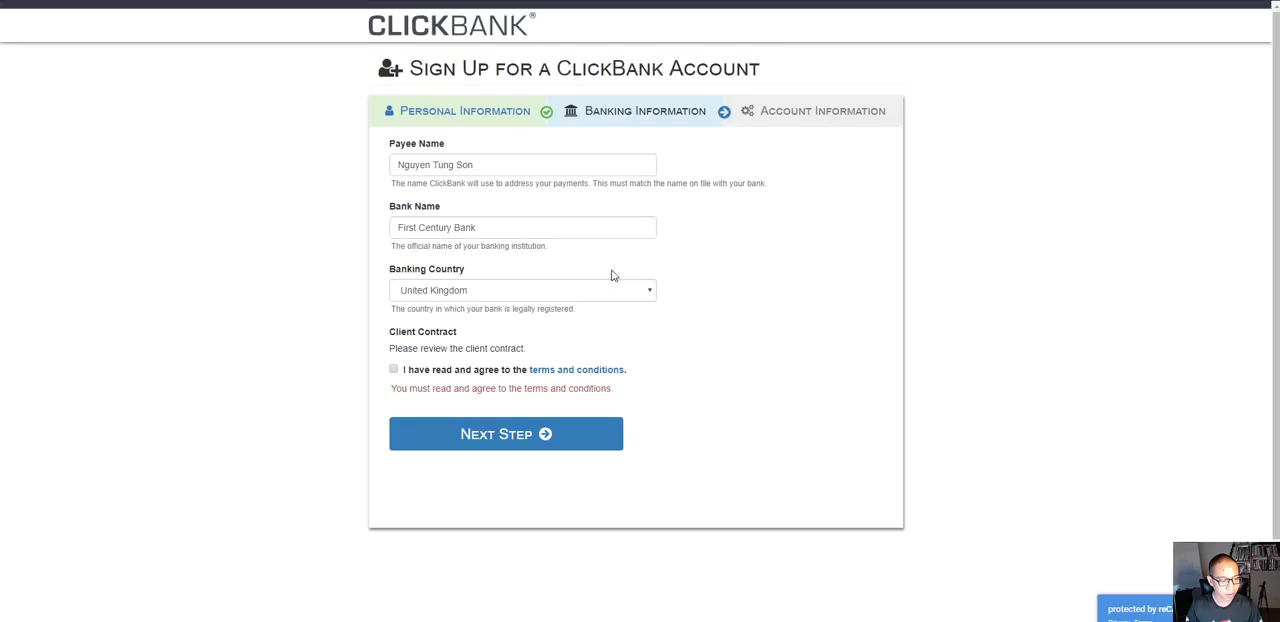 CLICKBANK®
SIGN UP FOR A CLICKBANK ACCOUNT
PERSONAL INFORMATION BANKING INFORMATION ACCOUNT INFORMATION
Payee Name
Nguyen Tung Son
The name ClickBank will use to address your payments. This must match the name on file with your bank.
Bank Name
First Century Bank
The official name of your banking institution.
Banking Country
United Kingdom
The country in which your bank is legally registered.
Client Contract
Please review the client contract.
I have read and agree to the terms and conditions.
You must read and agree to the terms and conditions.
NEXT STEP
protected by